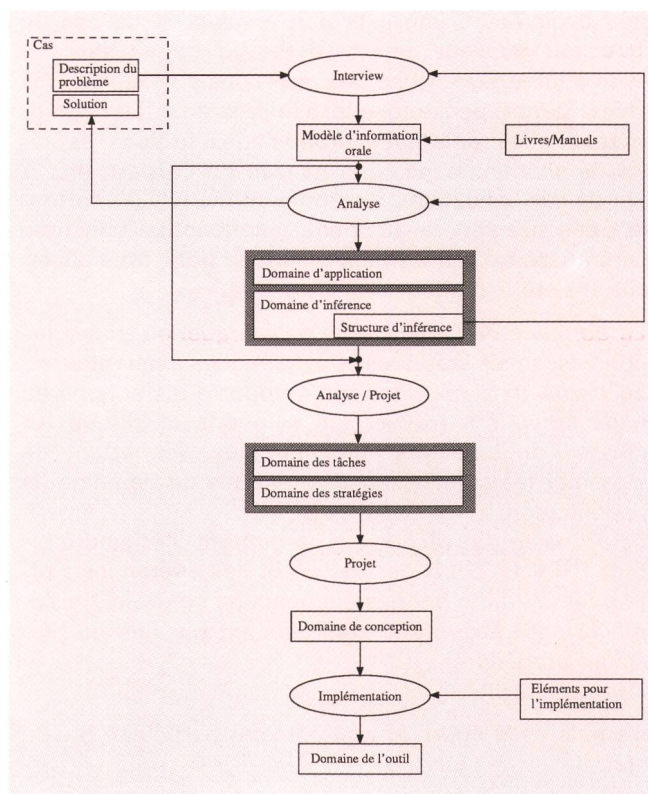 Cas
Description du
problème
Solution
Interview
Modèle d'information
orale
Livres/Manuels
Analyse
Domaine d'application
Domaine d'inférence
Structure d'inférence
Analyse / Projet
Domaine des tâches
Domaine des stratégies
Projet
Domaine de conception
Implémentation
Eléments pour
l'implémentation
Domaine de l'outil